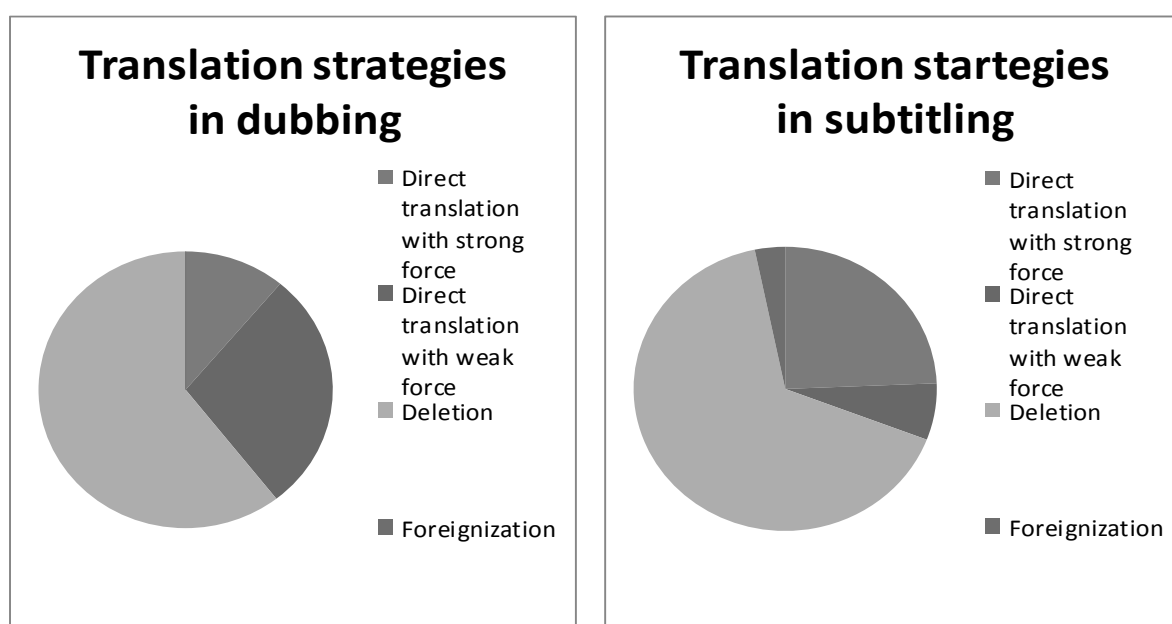 Translation strategies
in dubbing
Direct
translation
with strong
force
Direct
translation
with weak
force
Deletion
Foreignization
Translation startegies
in subtitling
Direct
translation
with strong
force
Direct
translation
with weak
force
Deletion
Foreignization